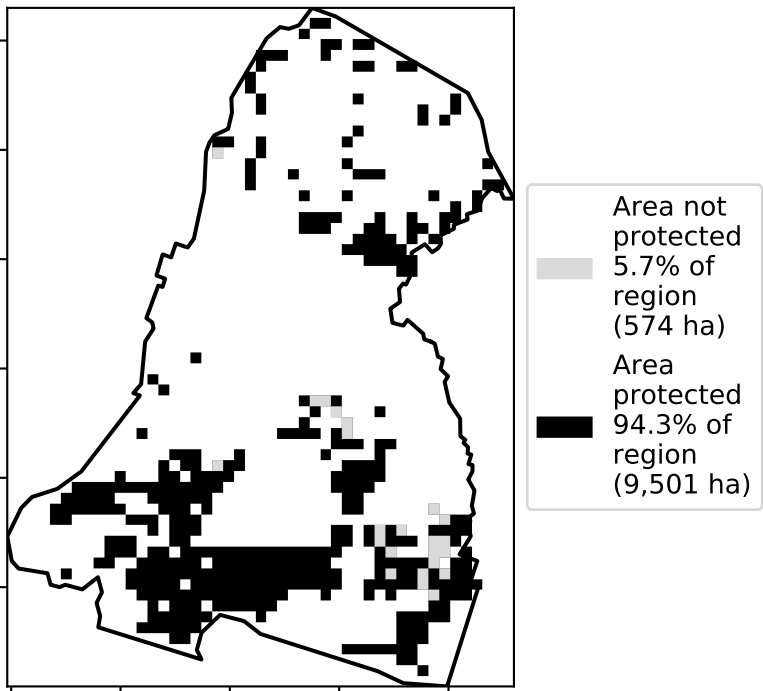 Area not
protected
5.7% of
region
(574 ha)
Area
protected
94.3% of
region
(9,501 ha)